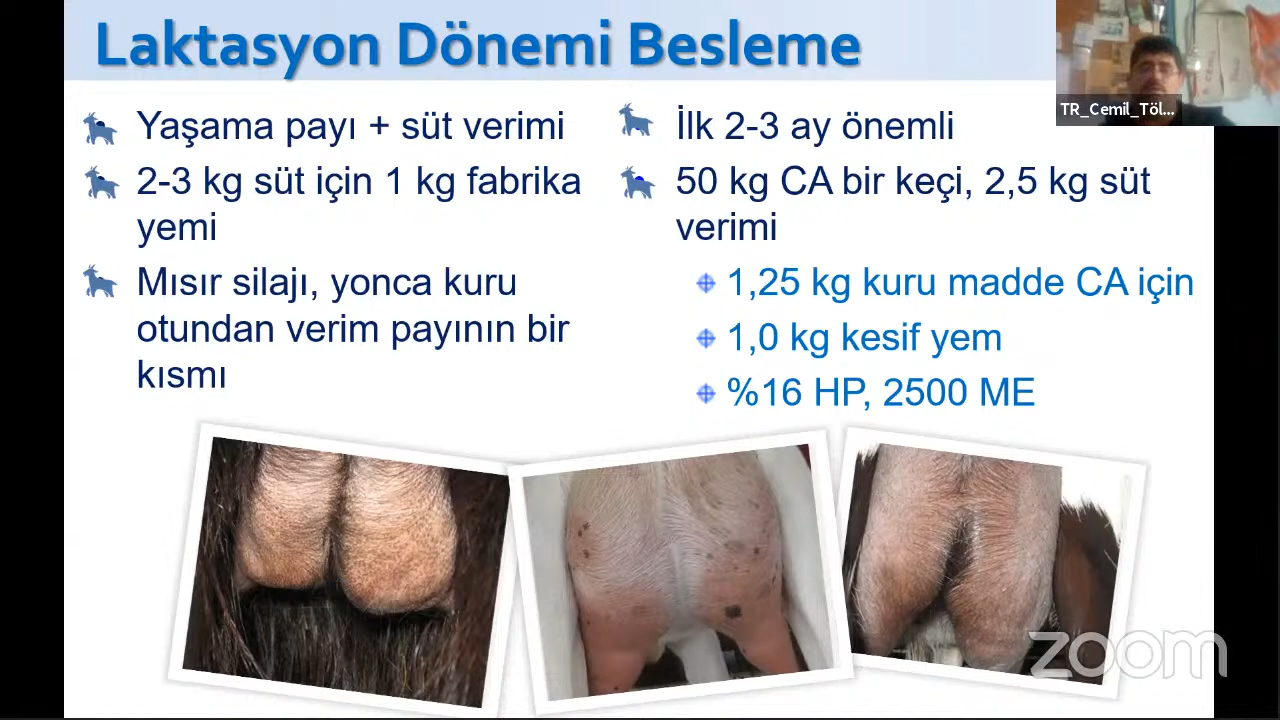 Laktasyon Dönemi Besleme
TR_Cemil_Töl...
Yaşama payı + süt verimi
2-3 kg süt için 1 kg fabrika
yemi
Mısır silajı, yonca kuru
otundan verim payının bir
kısmı
İlk 2-3 ay önemli
50 kg CA bir keçi, 2,5 kg süt
verimi
1,25 kg kuru madde CA için
1,0 kg kesif yem
%16 HP, 2500 ME
zoom